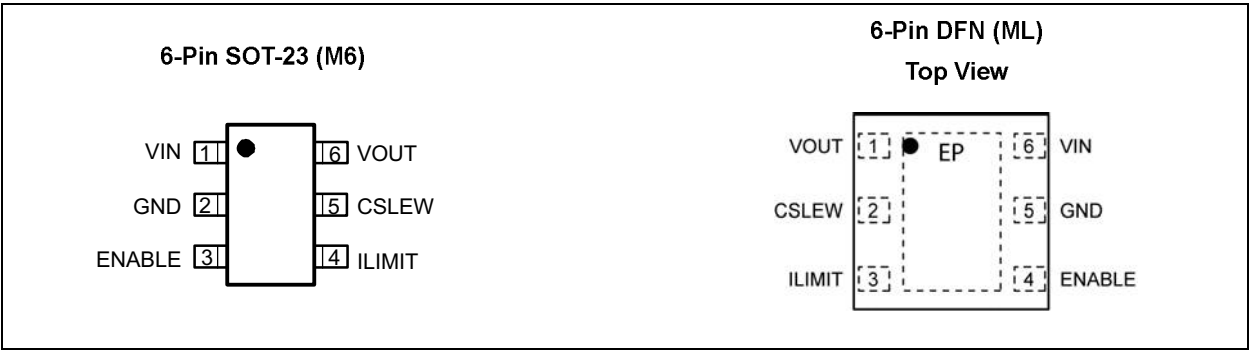 6-Pin SOT-23 (M6)
VIN 1 6 VOUT
GND 2 5 CSLEW
ENABLE 3 4 ILIMIT
6-Pin DFN (ML)
Top View
VOUT 1 EP 6 VIN
CSLEW 2 5 GND
ILIMIT 3 4 ENABLE